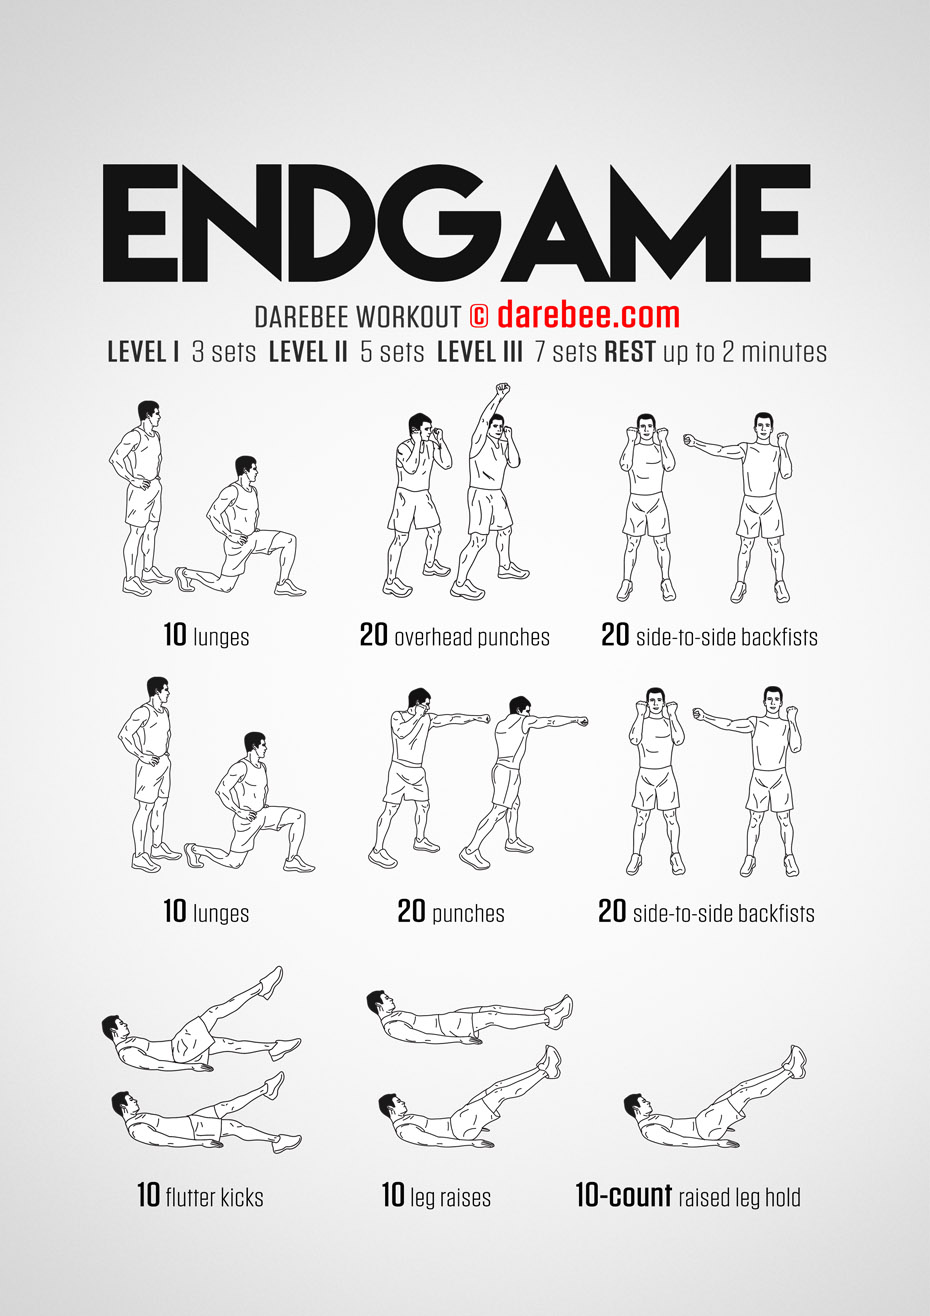 ENDGAME
DAREBEE WORKOUT © darebee.com
LEVEL I 3 sets LEVEL II 5 sets LEVEL III 7 sets REST up to 2 minutes
10 lunges
20 overhead punches
20 side-to-side backfists
10 lunges
20 punches
20 side-to-side backfists
10 flutter kicks
10 leg raises
10-count raised leg hold